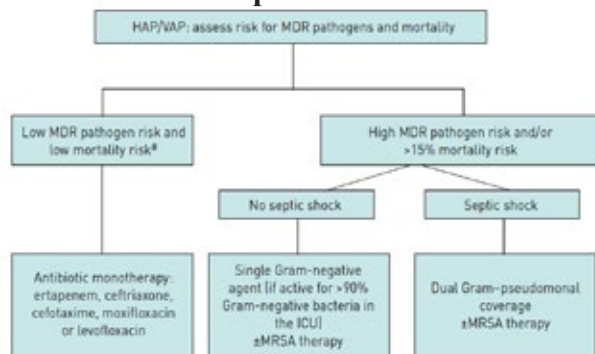 HAP/VAP: assess risk for MDR pathogens and mortality
Low MDR pathogen risk and
low mortality risk#
High MDR pathogen risk and/or
>15% mortality risk
No septic shock
Septic shock
Antibiotic monotherapy:
ertapenem, ceftriaxone,
cefotaxime, moxifloxacin
or levofloxacin
Single Gram-negative
agent (if active for >90%
Gram-negative bacteria in
the ICU)
±MRSA therapy
Dual Gram-pseudomonal
coverage
±MRSA therapy